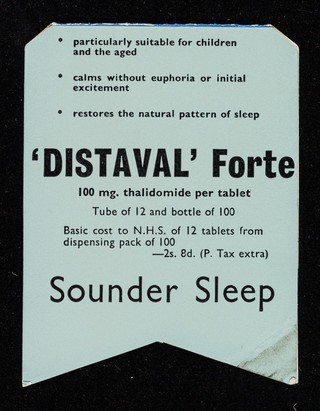 * particularly suitable for children
and the aged
* calms without euphoria or initial
excitement
* restores the natural pattern of sleep
‘DISTAVAL’ Forte
100 mg. thalidomide per tablet
Tube of 12 and bottle of 100
Basic cost to N.H.S. of 12 tablets from
dispensing pack of 100
—2s. 8d. (P. Tax extra)
Sounder Sleep